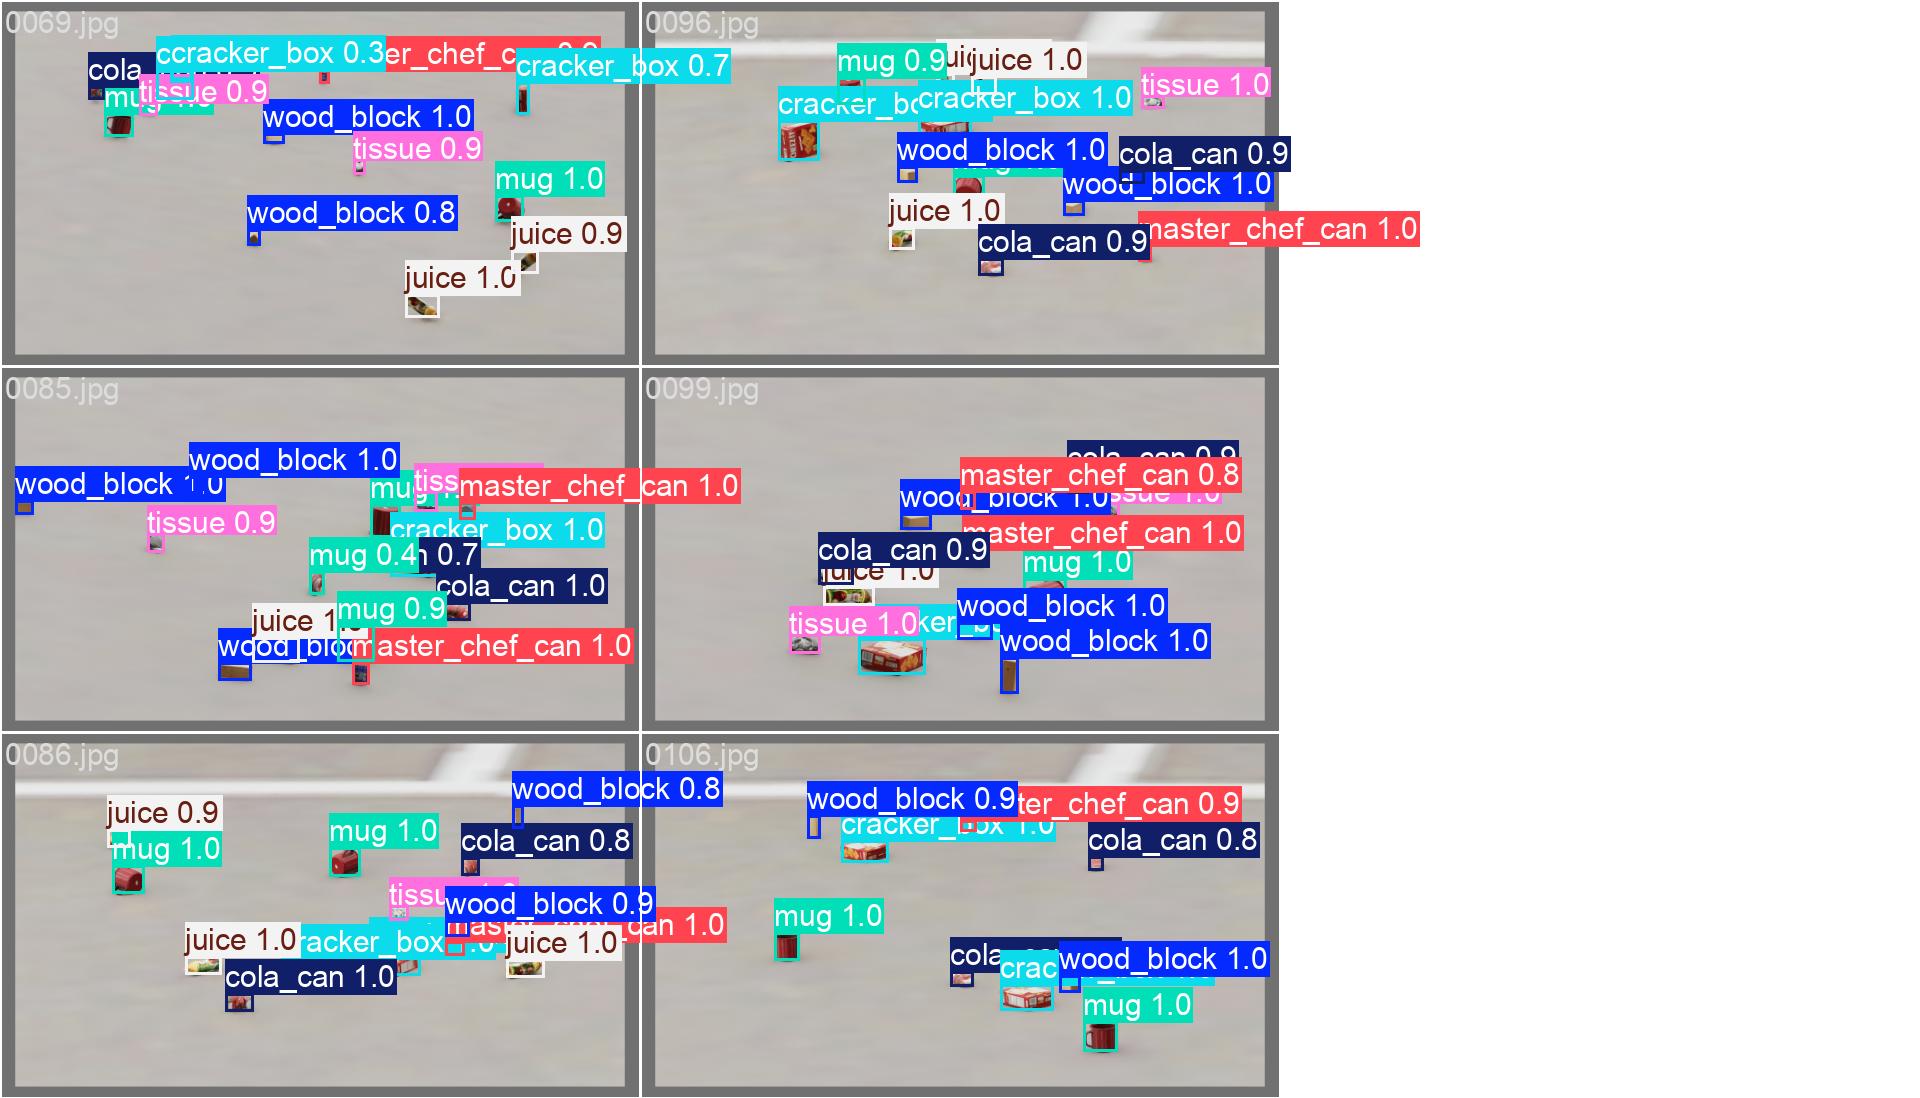 0069.jpg
cola
ccracker_box 0.3
er_chef_c
cracker_box 0.7
mu
tissue 0.9
wood_block 1.0
tissue 0.9
mug 1.0
wood_block 0.8
juice 0.9
juice 1.0
0096.jpg
mug 0.9
juice 1.0
tissue 1.0
cracker_bo
cracker_box 1.0
wood_block 1.0
cola_can 0.9
wood_block 1.0
juice 1.0
master_chef_can 1.0
cola_can 0.9
0085.jpg
wood_block 1.0
wood_block 1.0
mug
tiss
master_chef_can 1.0
tissue 0.9
cracker_box 1.0
mug 0.4
n 0.7
cola_can 1.0
mug 0.9
juice 1.0
wood_bloc
master_chef_can 1.0
0099.jpg
cola_can 0.9
master_chef_can 0.8
wood_block 1.0
ssue 1.0
master_chef_can 1.0
cola_can 0.9
mug 1.0
juice 1.0
wood_block 1.0
tissue 1.0
ker_b
wood_block 1.0
0086.jpg
wood_block 0.8
juice 0.9
mug 1.0
cola_can 0.8
mug 1.0
tissu
wood_block 0.9
master_chef_can 1.0
juice 1.0
racker_box
juice 1.0
cola_can 1.0
0106.jpg
wood_block 0.9
ter_chef_can 0.9
cracker_box 1.0
cola_can 0.8
mug 1.0
cola
crac
wood_block 1.0
mug 1.0